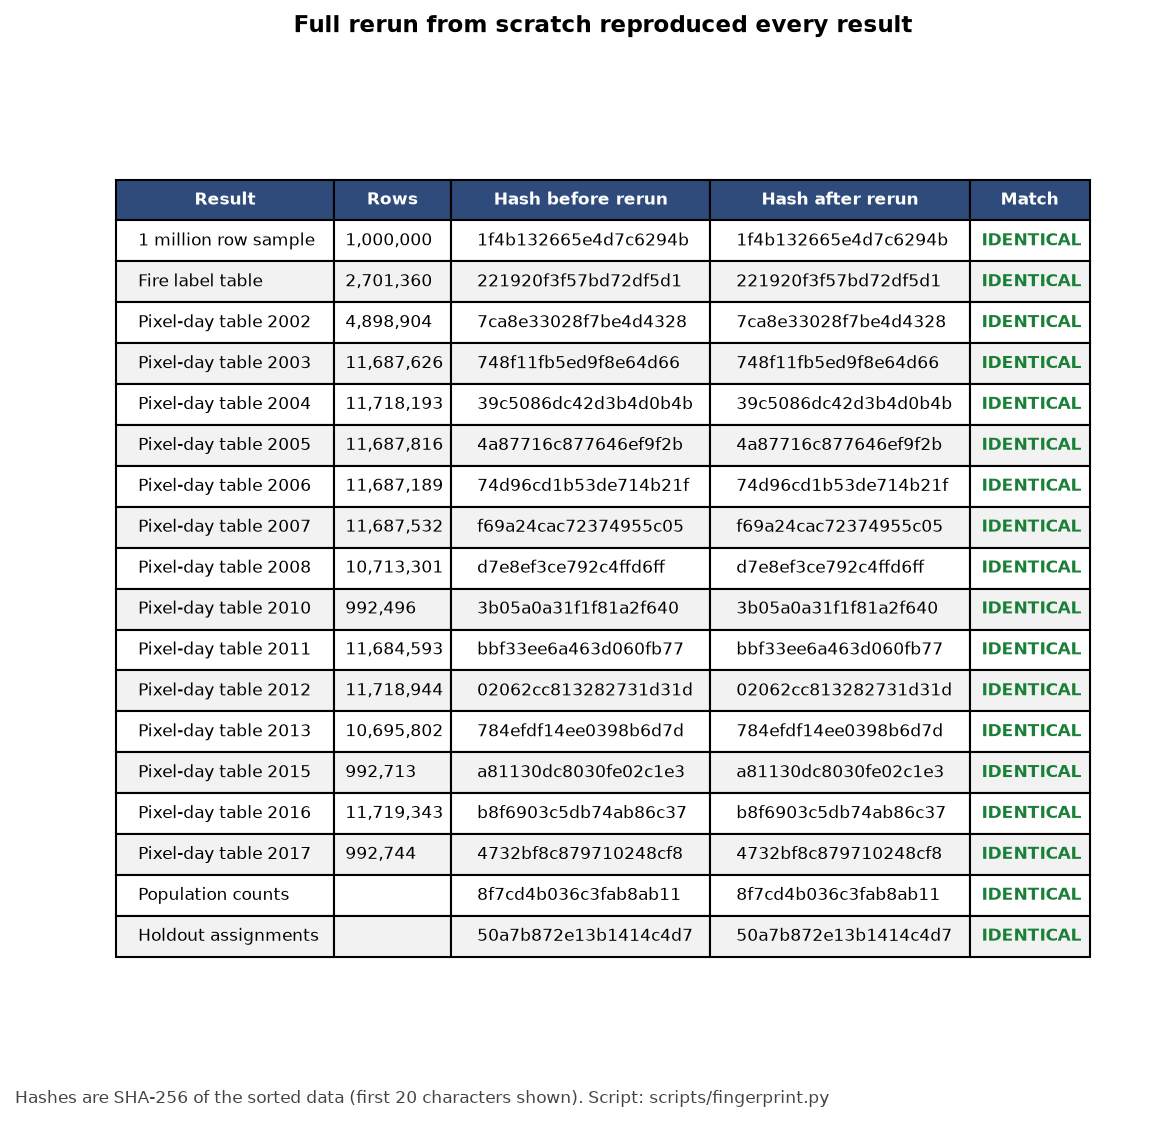 Full rerun from scratch reproduced every result
Result Rows Hash before rerun Hash after rerun Match
1 million row sample 1,000,000 1f4b132665e4d7c6294b 1f4b132665e4d7c6294b IDENTICAL
Fire label table 2,701,360 221920f3f57bd72df5d1 221920f3f57bd72df5d1 IDENTICAL
Pixel-day table 2002 4,898,904 7ca8e33028f7be4d4328 7ca8e33028f7be4d4328 IDENTICAL
Pixel-day table 2003 11,687,626 748f11fb5ed9f8e64d66 748f11fb5ed9f8e64d66 IDENTICAL
Pixel-day table 2004 11,718,193 39c5086dc42d3b4d0b4b 39c5086dc42d3b4d0b4b IDENTICAL
Pixel-day table 2005 11,687,816 4a87716c877646ef9f2b 4a87716c877646ef9f2b IDENTICAL
Pixel-day table 2006 11,687,189 74d96cd1b53de714b21f 74d96cd1b53de714b21f IDENTICAL
Pixel-day table 2007 11,687,532 f69a24cac72374955c05 f69a24cac72374955c05 IDENTICAL
Pixel-day table 2008 10,713,301 d7e8ef3ce792c4ffd6ff d7e8ef3ce792c4ffd6ff IDENTICAL
Pixel-day table 2010 992,496 3b05a0a31f1f81a2f640 3b05a0a31f1f81a2f640 IDENTICAL
Pixel-day table 2011 11,684,593 bbf33ee6a463d060fb77 bbf33ee6a463d060fb77 IDENTICAL
Pixel-day table 2012 11,718,944 02062cc813282731d31d 02062cc813282731d31d IDENTICAL
Pixel-day table 2013 10,695,802 784efdf14ee0398b6d7d 784efdf14ee0398b6d7d IDENTICAL
Pixel-day table 2015 992,713 a81130dc8030fe02c1e3 a81130dc8030fe02c1e3 IDENTICAL
Pixel-day table 2016 11,719,343 b8f6903c5db74ab86c37 b8f6903c5db74ab86c37 IDENTICAL
Pixel-day table 2017 992,744 4732bf8c879710248cf8 4732bf8c879710248cf8 IDENTICAL
Population counts 8f7cd4b036c3fab8ab11 8f7cd4b036c3fab8ab11 IDENTICAL
Holdout assignments 50a7b872e13b1414c4d7 50a7b872e13b1414c4d7 IDENTICAL
Hashes are SHA-256 of the sorted data (first 20 characters shown). Script: scripts/fingerprint.py